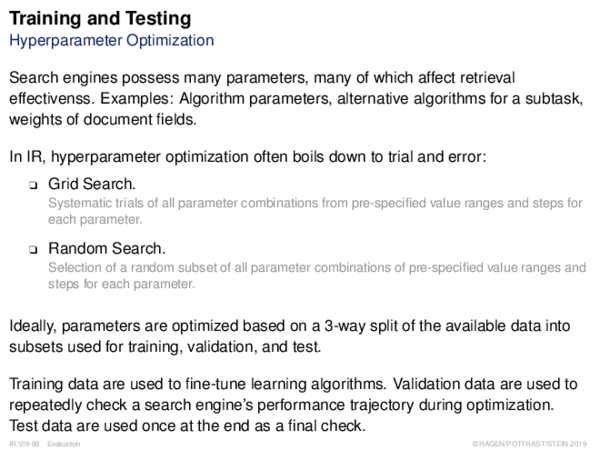 Training and Testing
Hyperparameter Optimization
Search engines possess many parameters, many of which affect retrieval
effectivenss. Examples: Algorithm parameters, alternative algorithms for a subtask,
weights of document fields.
In IR, hyperparameter optimization often boils down to trial and error:
❑ Grid Search.
Systematic trials of all parameter combinations from pre-specified value ranges and steps for
each parameter.
❑ Random Search.
Selection of a random subset of all parameter combinations of pre-specified value ranges and
steps for each parameter.
Ideally, parameters are optimized based on a 3-way split of the available data into
subsets used for training, validation, and test.
Training data are used to fine-tune learning algorithms. Validation data are used to
repeatedly check a search engine's performance trajectory during optimization.
Test data are used once at the end as a final check.
IR:VIII-88 Evaluation ©HAGEN/POTTHAST/STEIN 2019